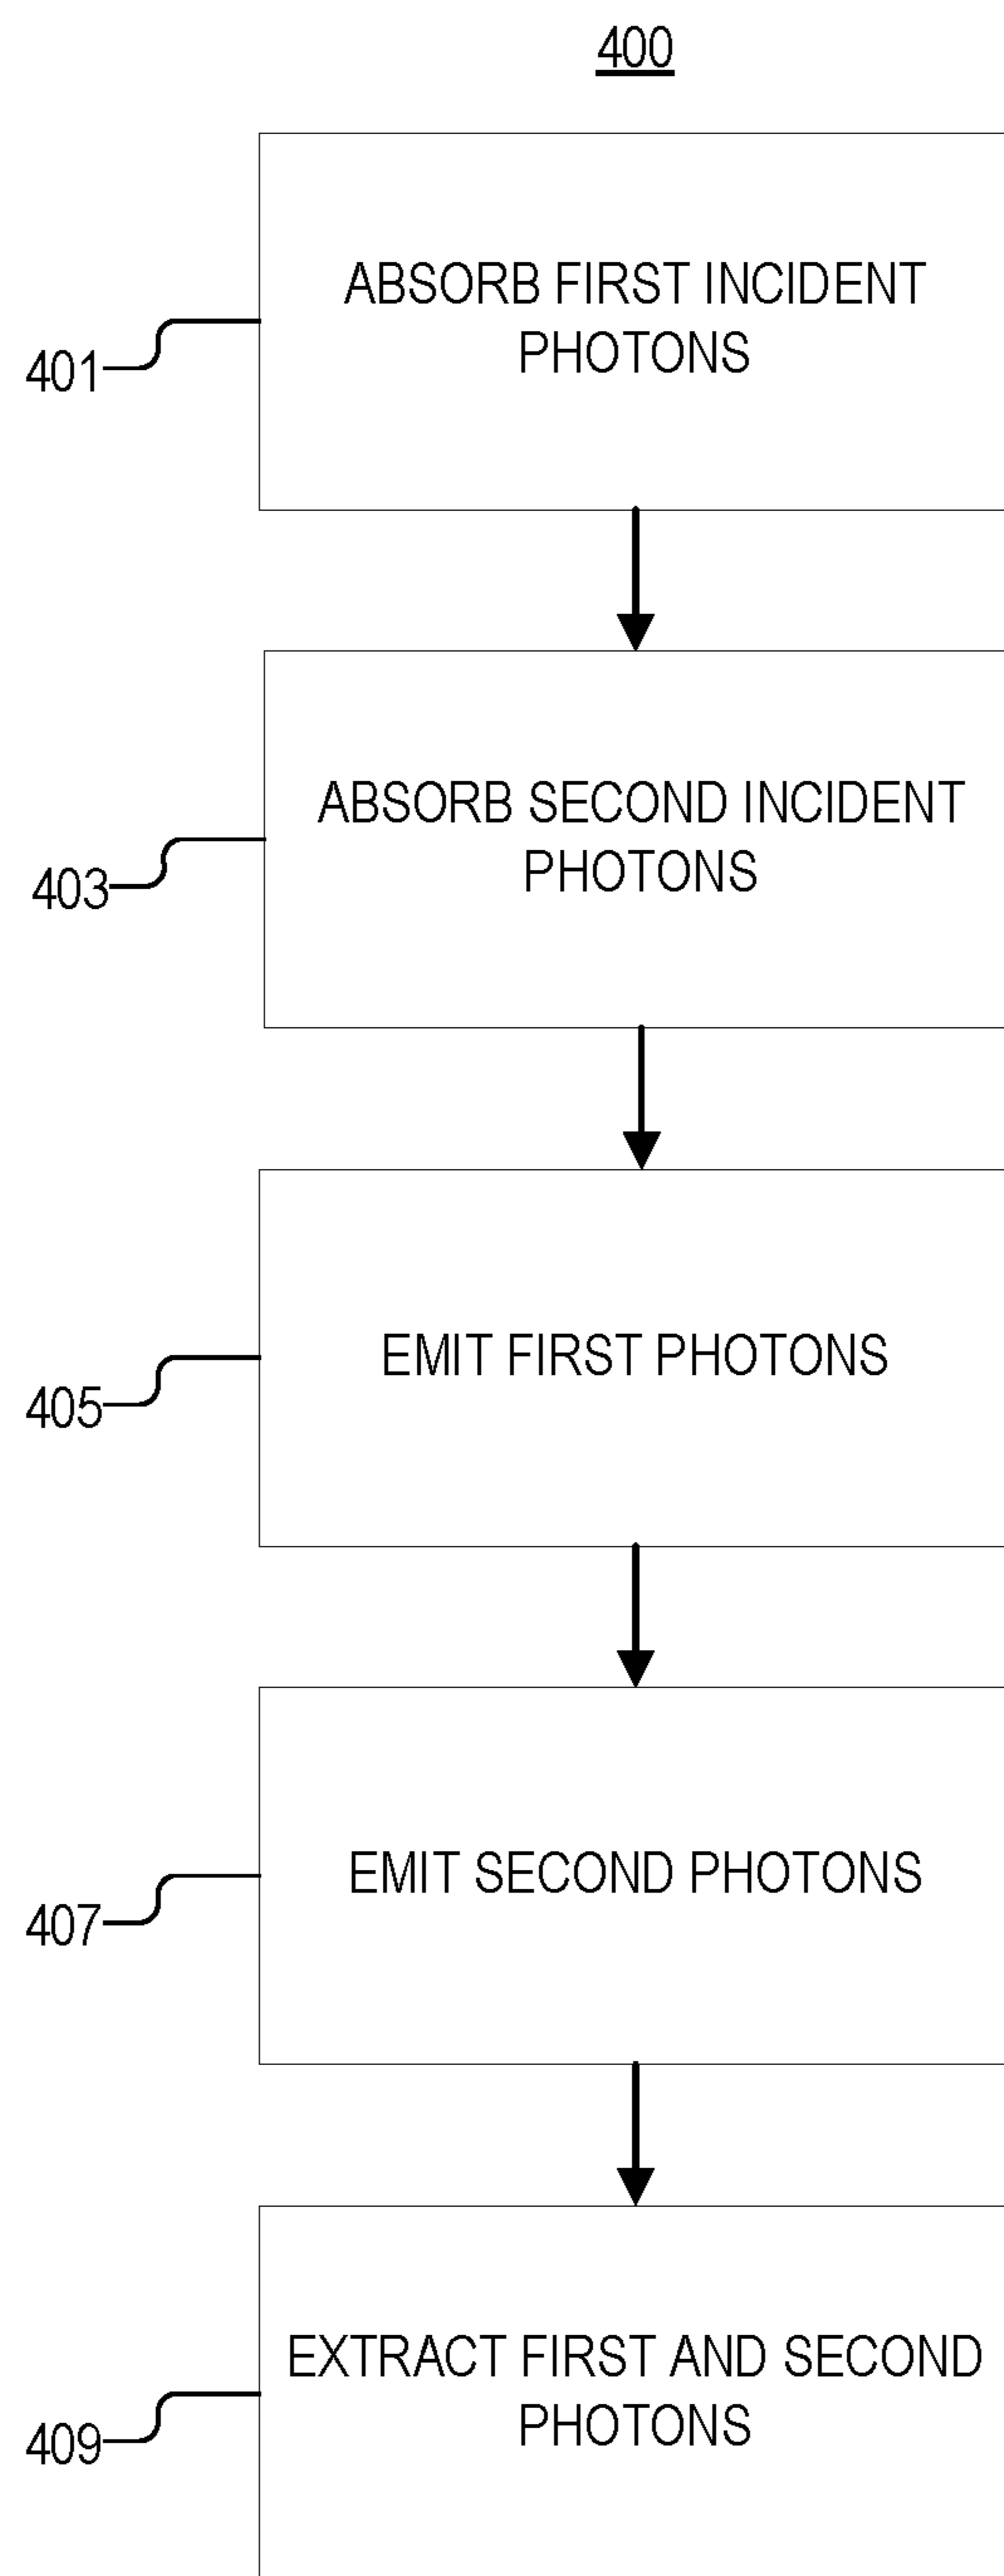 400
ABSORB FIRST INCIDENT
PHOTONS
401
ABSORB SECOND INCIDENT
PHOTONS
403
EMIT FIRST PHOTONS
405
EMIT SECOND PHOTONS
407
EXTRACT FIRST AND SECOND
PHOTONS
409